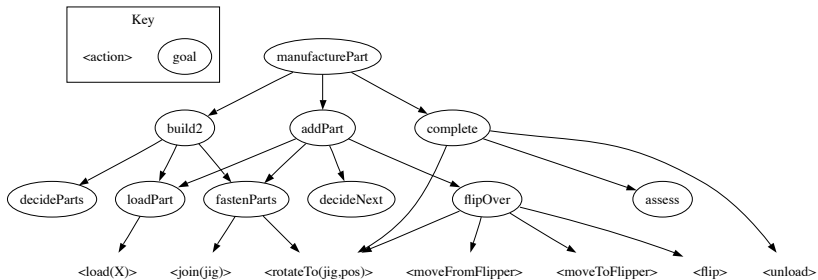 Key
<action> goal
manufacturePart
build2 addPart complete
decideParts loadPart fastenParts decideNext flipOver assess
<load(X)> <join(jig)> <rotateTo(jig,pos)> <moveFromFlipper> <moveToFlipper> <flip> <unload>